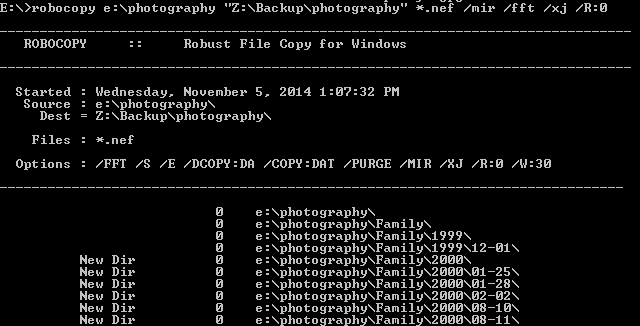 E:\>robocopy e:\photography "Z:\Backup\photography" *.nef /mir /fft /xj /R:0
ROBOCOPY :: Robust File Copy for Windows
Started : Wednesday, November 5, 2014 1:07:32 PM
Source : e:\photography\
Dest = Z:\Backup\photography\
Files : *.nef
Options : /FFT /S /E /DCOPY:DA /COPY:DAT /PURGE /MIR /XJ /R:0 /W:30
0 e:\photography\
0 e:\photography\Family\
0 e:\photography\Family\1999\
0 e:\photography\Family\1999\12-01\
New Dir 0 e:\photography\Family\2000\
New Dir 0 e:\photography\Family\2000\01-25\
New Dir 0 e:\photography\Family\2000\01-28\
New Dir 0 e:\photography\Family\2000\02-02\
New Dir 0 e:\photography\Family\2000\08-10\
New Dir 0 e:\photography\Family\2000\08-11\